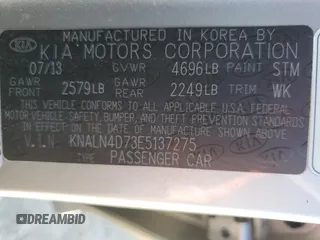 MANUFACTURED IN KOREA BY
KIA KIA MOTORS CORPORATION
07/13 GVWR 4696LB PAINT STM
GAWR FRONT 2579LB GAWR REAR 2249LB TRIM WK
THIS VEHICLE CONFORMS TO ALL APPLICABLE U.S. FEDERAL
MOTOR VEHICLE SAFETY, BUMPER, AND THEFT PREVENTION STANDARDS
IN EFFECT ON THE DATE OF MANUFACTURE SHOWN ABOVE.
V.I.N KNALN4D73E5137275
TYPE PASSENGER CAR
DREAMBID